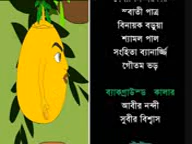 স্বাতী পাত্র
বিনায়ক বড়ুয়া
শ্যামল পাল
সংহিতা ব্যানার্জ্জি
গৌতম ভড়
ব্যাকগ্রাউন্ড কালার
আবীর নন্দী
সুবীর বিশ্বাস